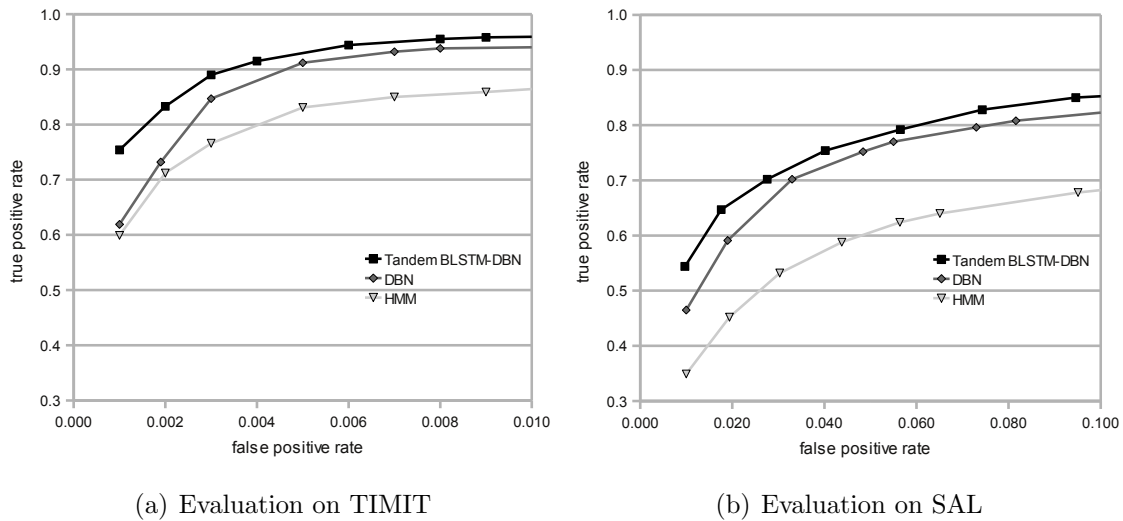 1.0
0.9
0.8
0.7
0.6
0.5
0.4
0.3
true positive rate
0.000
0.002
0.004
0.006
0.008
0.010
false positive rate
Tandem BLSTM-DBN
DBN
HMM
(a) Evaluation on TIMIT
1.0
0.9
0.8
0.7
0.6
0.5
0.4
0.3
true positive rate
0.000
0.020
0.040
0.060
0.080
0.100
false positive rate
Tandem BLSTM-DBN
DBN
HMM
(b) Evaluation on SAL